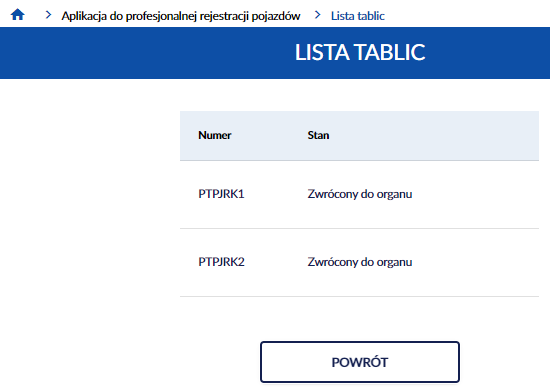 Aplikacja do profesjonalnej rejestracji pojazdów > Lista tablic
LISTA TABLIC
Numer Stan
PTPJRK1 Zwrócony do organu
PTPJRK2 Zwrócony do organu
POWRÓT